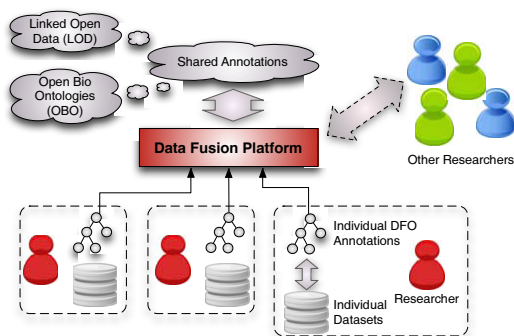 Linked Open
Data (LOD)
Shared Annotations
Open Bio
Ontologies
(OBO)
Data Fusion Platform
Other Researchers
Individual DFO
Annotations
Researcher
Individual
Datasets